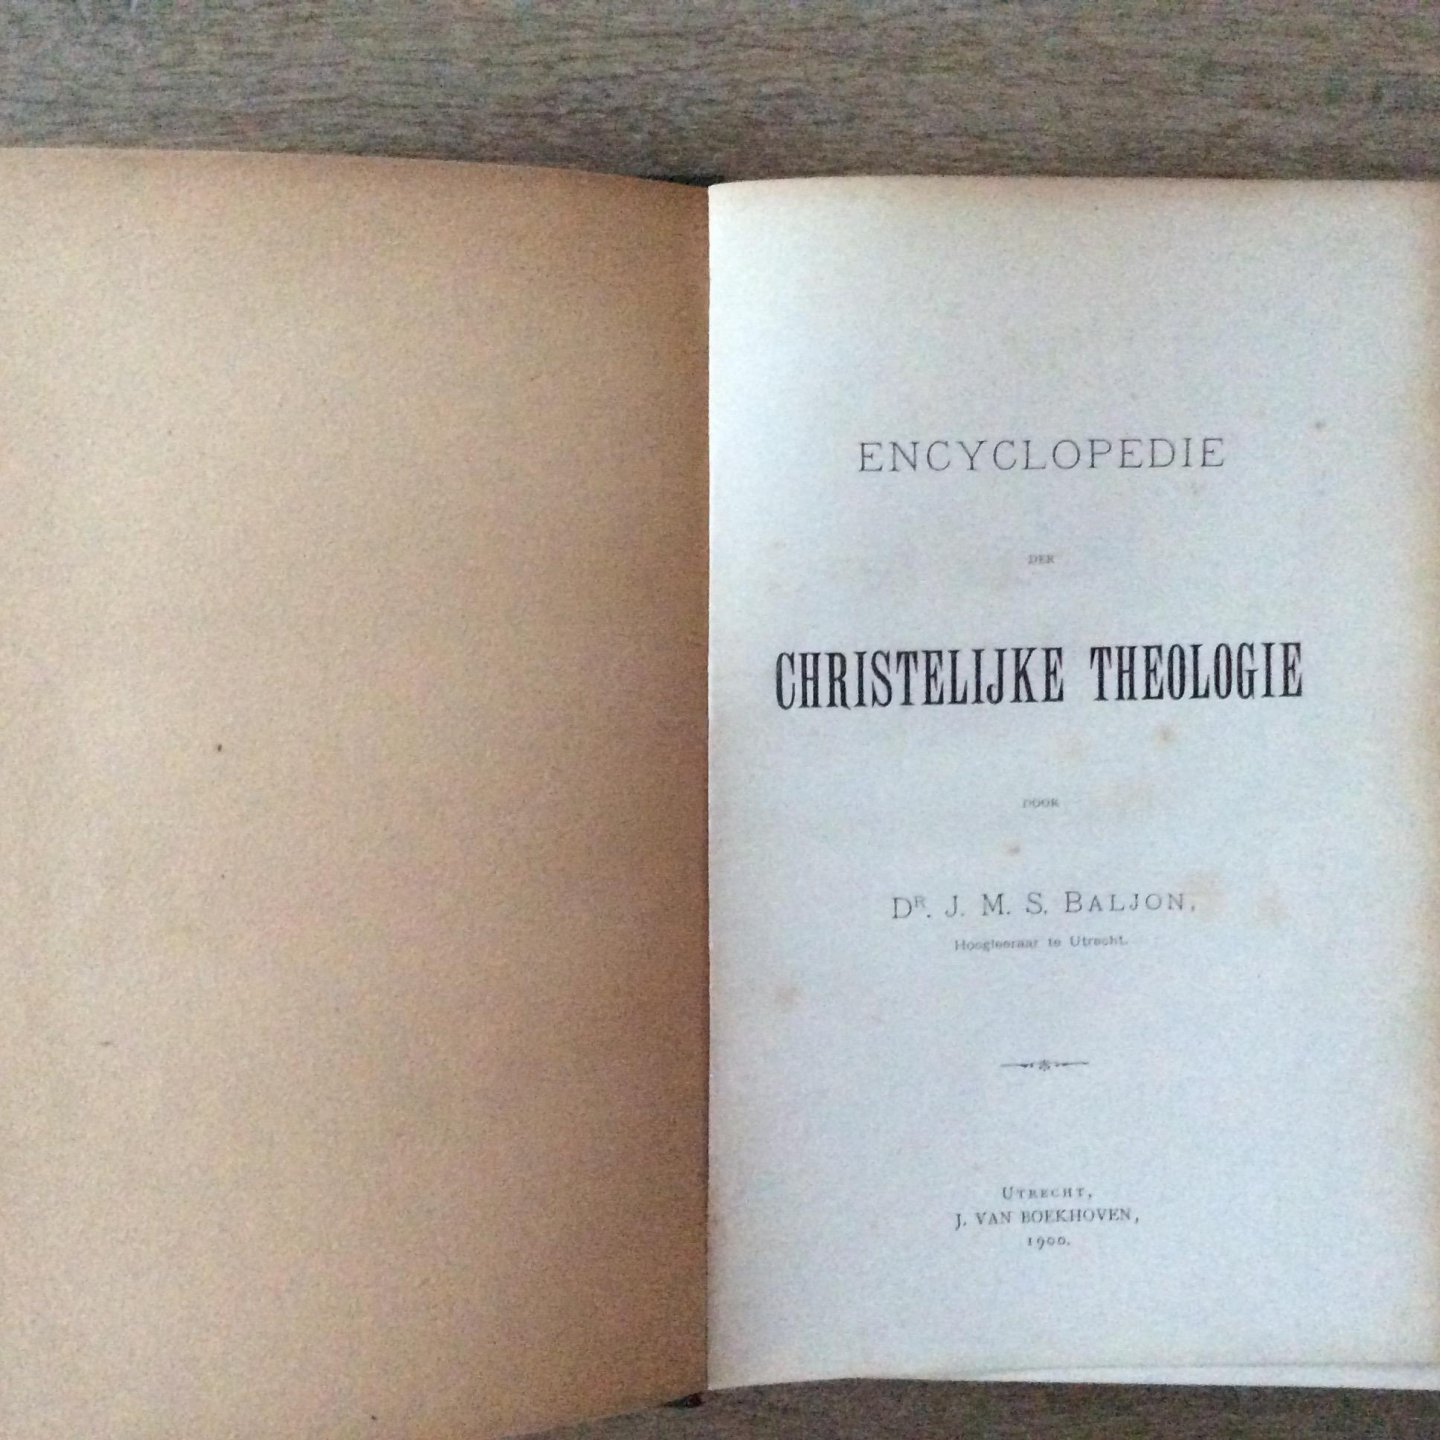 ENCYCLOPEDIE
DER
CHRISTELIJKE THEOLOGIE
DOOR
DR. J. M. S. BALJON,
Hoogleeraar te Utrecht.
UTRECHT,
J. VAN BOEKHOVEN,
1900.